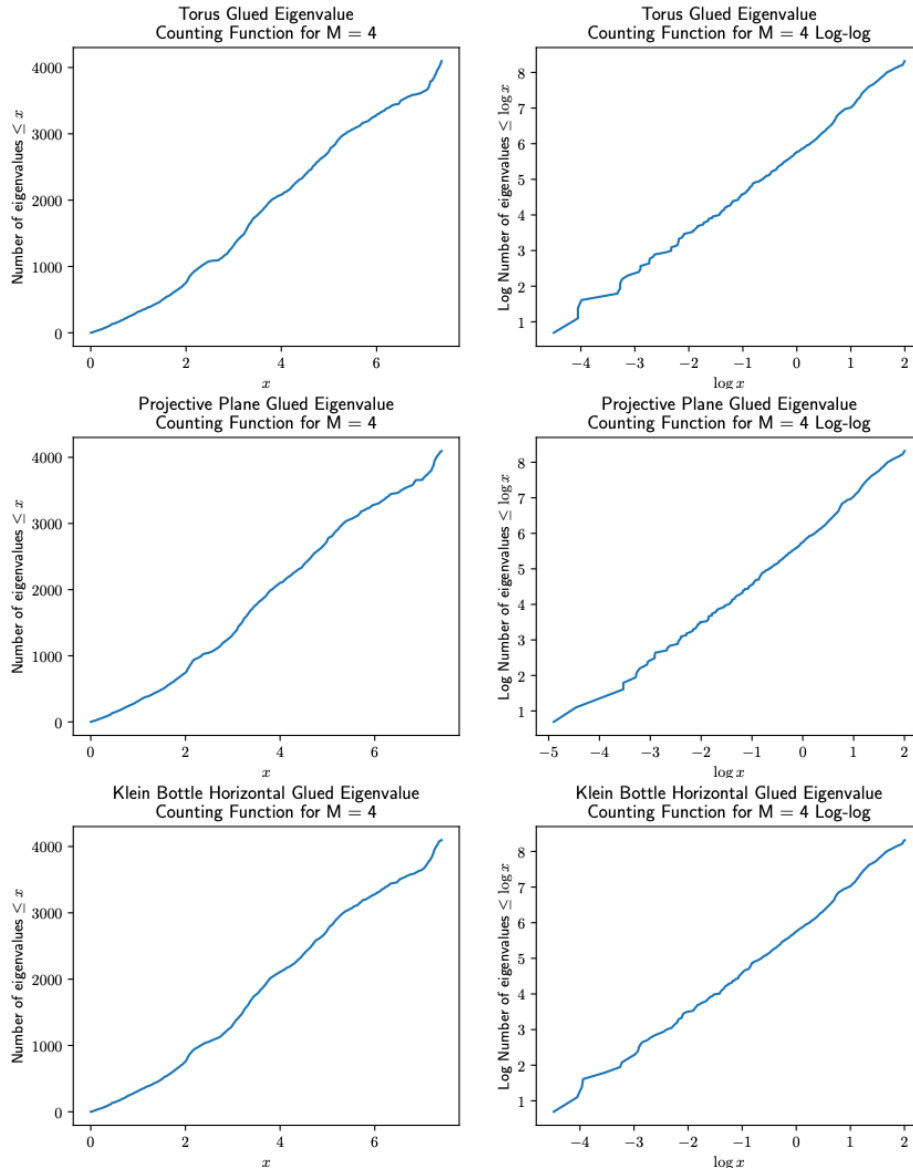 Torus Glued Eigenvalue
Counting Function for M = 4
Number of eigenvalues ≤ x
4000
3000
2000
1000
0
0 2 4 6
x
Torus Glued Eigenvalue
Counting Function for M = 4 Log-log
Log Number of eigenvalues ≤ log x
8
7
6
5
4
3
2
1
−4 −3 −2 −1 0 1 2
log x
Projective Plane Glued Eigenvalue
Counting Function for M = 4
Number of eigenvalues ≤ x
4000
3000
2000
1000
0
0 2 4 6
x
Projective Plane Glued Eigenvalue
Counting Function for M = 4 Log-log
Log Number of eigenvalues ≤ log x
8
7
6
5
4
3
2
1
−5 −4 −3 −2 −1 0 1 2
log x
Klein Bottle Horizontal Glued Eigenvalue
Counting Function for M = 4
Number of eigenvalues ≤ x
4000
3000
2000
1000
0
0 2 4 6
x
Klein Bottle Horizontal Glued Eigenvalue
Counting Function for M = 4 Log-log
Log Number of eigenvalues ≤ log x
8
7
6
5
4
3
2
1
−4 −3 −2 −1 0 1 2
log x